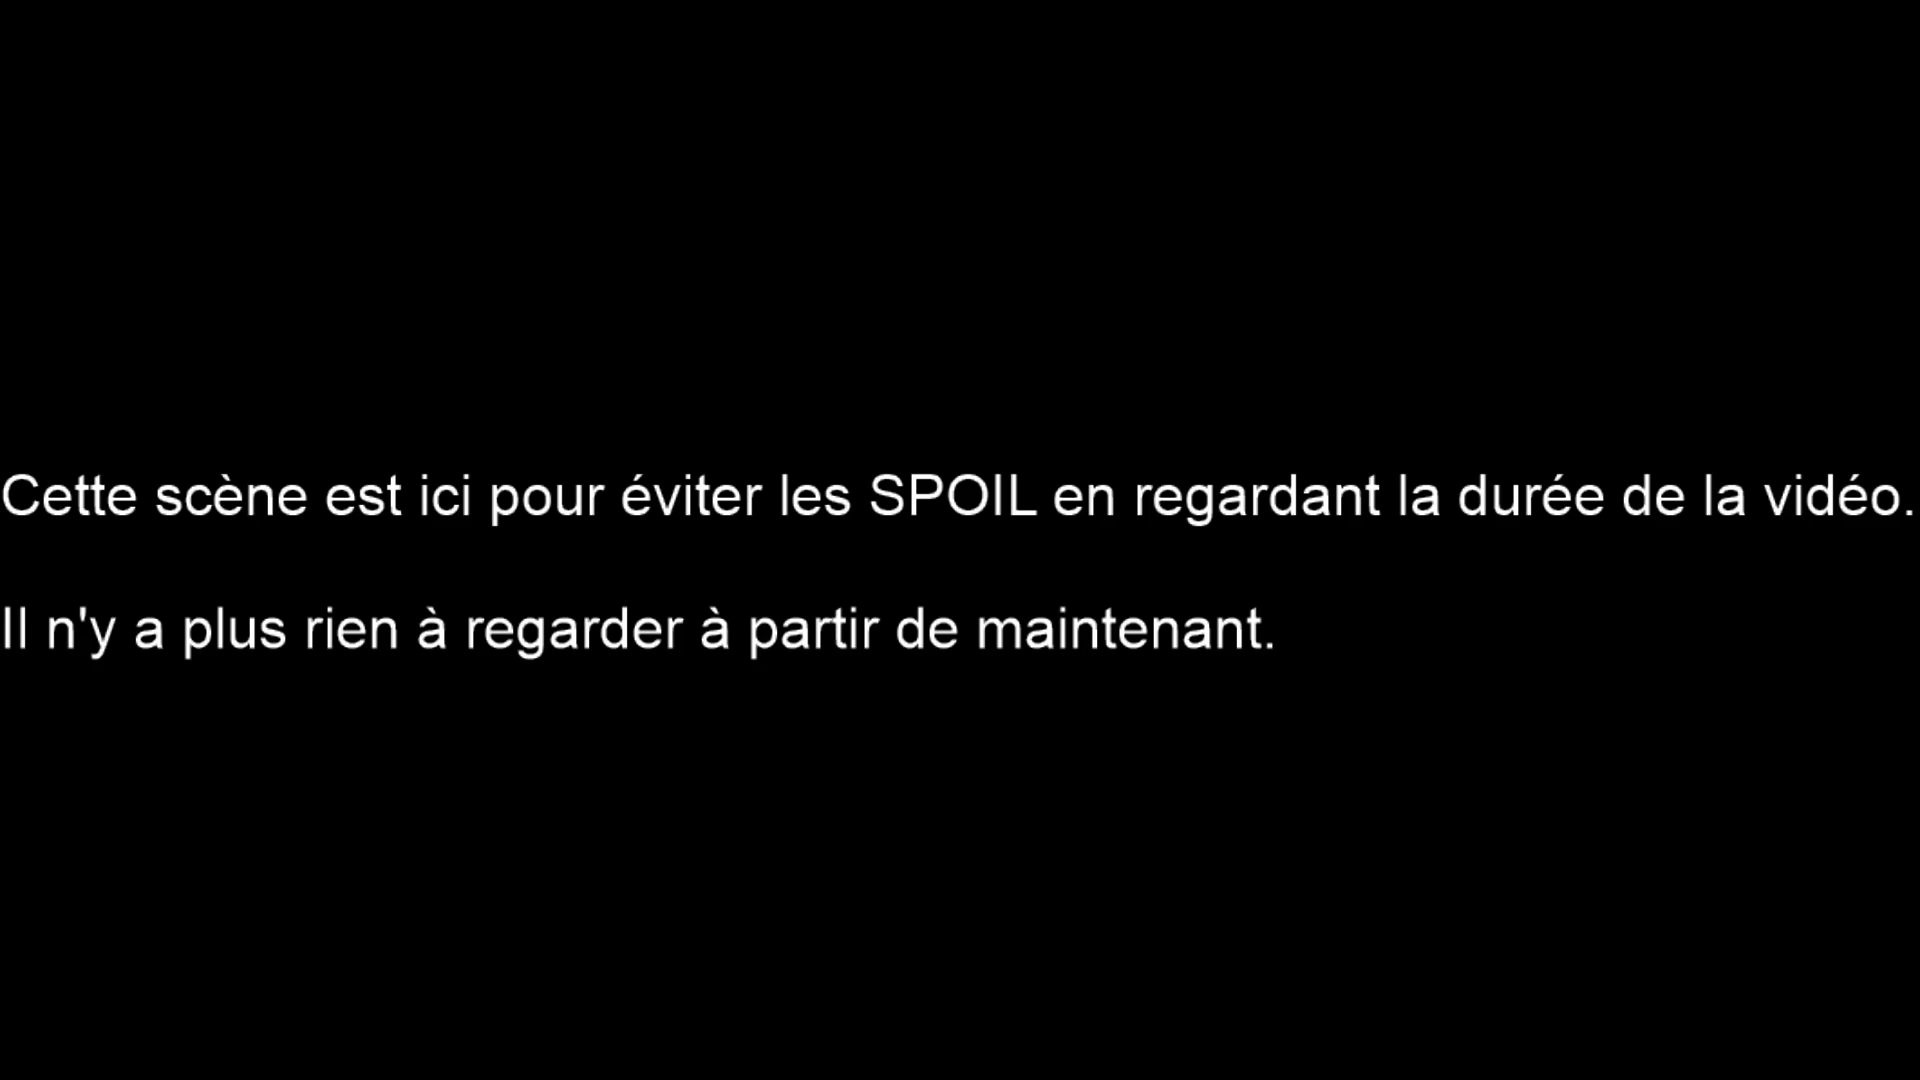 Cette scène est ici pour éviter les SPOIL en regardant la durée de la vidéo.
Il n'y a plus rien à regarder à partir de maintenant.